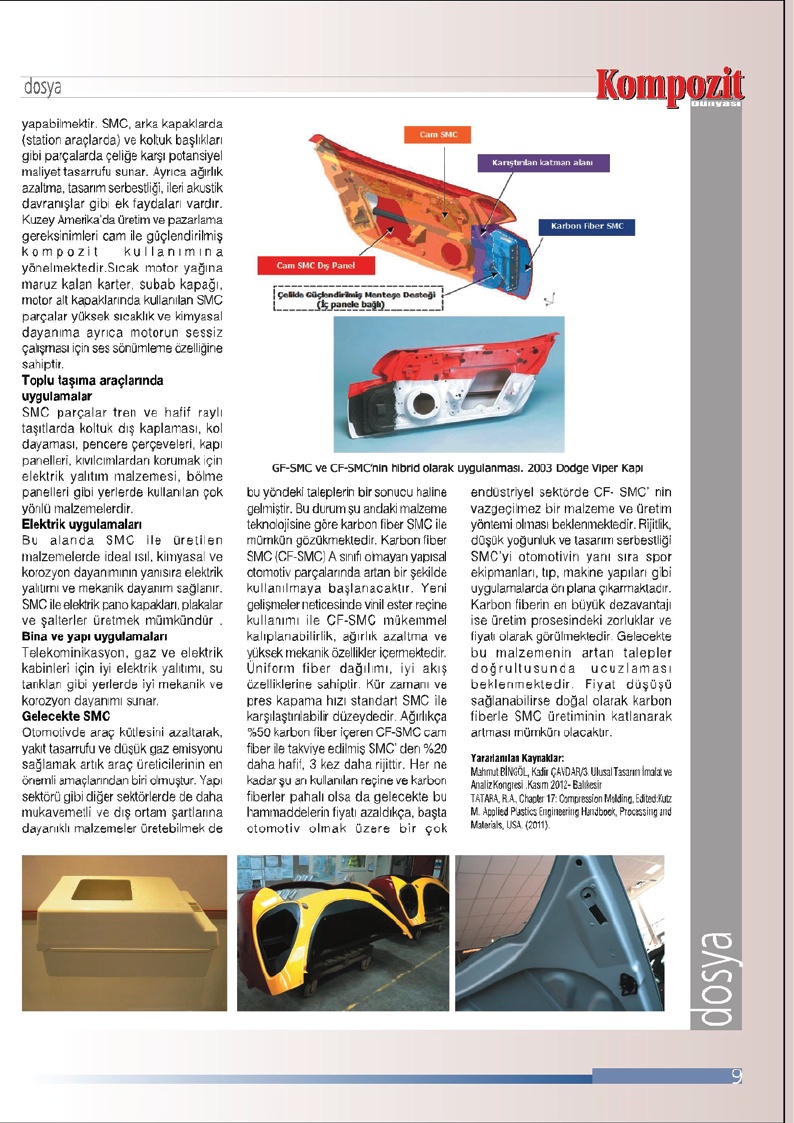 dosya
Kompozit
Dünyası
yapabilmektir. SMC, arka kapaklarda
(station araçlarda) ve koltuk başlıkları
gibi parçalarda çeliğe karşı potansiyel
maliyet tasarrufu sunar. Ayrıca ağırlık
azaltma, tasarım serbestliği, ileri akustik
davranışlar gibi ek faydaları vardır.
Kuzey Amerika'da üretim ve pazarlama
gereksinimleri cam ile güçlendirilmiş
kompozit kullanımına
yönelmektedir.Sıcak motor yağına
maruz kalan karter, subab kapağı,
motor alt kapaklarında kullanılan SMC
parçalar yüksek sıcaklık ve kimyasal
dayanıma ayrıca motorun sessiz
çalışması için ses sönümleme özelliğine
sahiptir.
Toplu taşıma araçlarında
uygulamalar
SMC parçalar tren ve hafif raylı
taşıtlarda koltuk dış kaplaması, kol
dayaması, pencere çerçeveleri, kapı
panelleri, kıvılcımlardan korumak için
elektrik yalıtım malzemesi, bölme
panelleri gibi yerlerde kullanılan çok
yönlü malzemelerdir.
Elektrik uygulamaları
Bu alanda SMC ile üretilen
malzemelerde ideal ısıl, kimyasal ve
korozyon dayanımının yanısıra elektrik
yalıtımı ve mekanik dayanım sağlanır.
SMC ile elektrik pano kapakları, plakalar
ve şalterler üretmek mümkündür .
Bina ve yapı uygulamaları
Telekominikasyon, gaz ve elektrik
kabinleri için iyi elektrik yalıtımı, su
tankları gibi yerlerde iyi mekanik ve
korozyon dayanımı sunar.
Gelecekte SMC
Otomotivde araç kütlesini azaltarak,
yakıt tasarrufu ve düşük gaz emisyonu
sağlamak artık araç üreticilerinin en
önemli amaçlarından biri olmuştur. Yapı
sektörü gibi diğer sektörlerde de daha
mukavemetli ve dış ortam şartlarına
dayanıklı malzemeler üretebilmek de
Cam SMC
Karıştırılan katman alanı
Karbon Fiber SMC
Cam SMC Dış Panel
Çelikle Güçlendirilmiş Menteşe Desteği
(İç panele bağlı)
GF-SMC ve CF-SMC'nin hibrid olarak uygulanması. 2003 Dodge Viper Kapı
bu yöndeki taleplerin bir sonucu haline
gelmiştir. Bu durum şu andaki malzeme
teknolojisine göre karbon fiber SMC ile
mümkün gözükmektedir. Karbon fiber
SMC (CF-SMC) A sınıfı olmayan yapısal
otomotiv parçalarında artan bir şekilde
kullanılmaya başlanacaktır. Yeni
gelişmeler neticesinde vinil ester reçine
kullanımı ile CF-SMC mükemmel
kalıplanabilirlik, ağırlık azaltma ve
yüksek mekanik özellikler içermektedir.
Üniform fiber dağılımı, iyi akış
özelliklerine sahiptir. Kür zamanı ve
pres kapama hızı standart SMC ile
karşılaştırılabilir düzeydedir. Ağırlıkça
%50 karbon fiber içeren CF-SMC cam
fiber ile takviye edilmiş SMC' den %20
daha hafif, 3 kez daha rijittir. Her ne
kadar şu an kullanılan reçine ve karbon
fiberler pahalı olsa da gelecekte bu
hammaddelerin fiyatı azaldıkça, başta
otomotiv olmak üzere bir çok
endüstriyel sektörde CF- SMC' nin
vazgeçilmez bir malzeme ve üretim
yöntemi olması beklenmektedir. Rijitlik,
düşük yoğunluk ve tasarım serbestliği
SMC'yi otomotivin yanı sıra spor
ekipmanları, tıp, makine yapıları gibi
uygulamalarda ön plana çıkarmaktadır.
Karbon fiberin en büyük dezavantajı
ise üretim prosesindeki zorluklar ve
fiyatı olarak görülmektedir. Gelecekte
bu malzemenin artan talepler
doğrultusunda ucuzlaması
beklenmektedir. Fiyat düşüşü
sağlanabilirse doğal olarak karbon
fiberle SMC üretiminin katlanarak
artması mümkün olacaktır.
Yararlanılan Kaynaklar:
Mahmut BİNGÖL, Kadir ÇAVDAR/3. Ulusal Tasarım İmalat ve
Analiz Kongresi .Kasım 2012- Balıkesir
TATARA, R.A., Chapter 17: Compression Molding, Edited:Kutz
M. Applied Plastics Engineering Handbook, Processing and
Materials, USA. (2011).
dosya
9